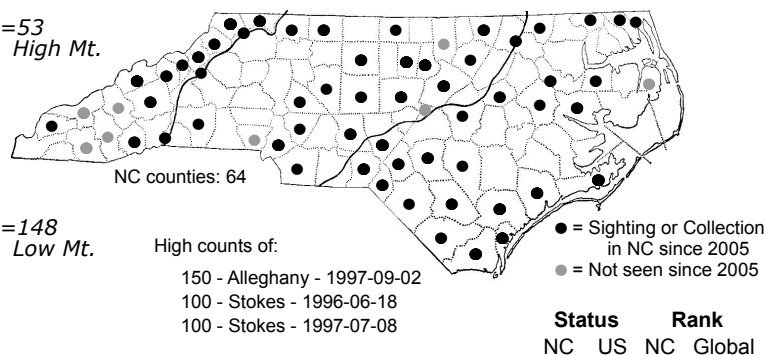 =53
High Mt.
NC counties: 64
=148
Low Mt.
High counts of:
150 - Alleghany - 1997-09-02
100 - Stokes - 1996-06-18
100 - Stokes - 1997-07-08
= Sighting or Collection
in NC since 2005
= Not seen since 2005
Status Rank
NC US NC Global